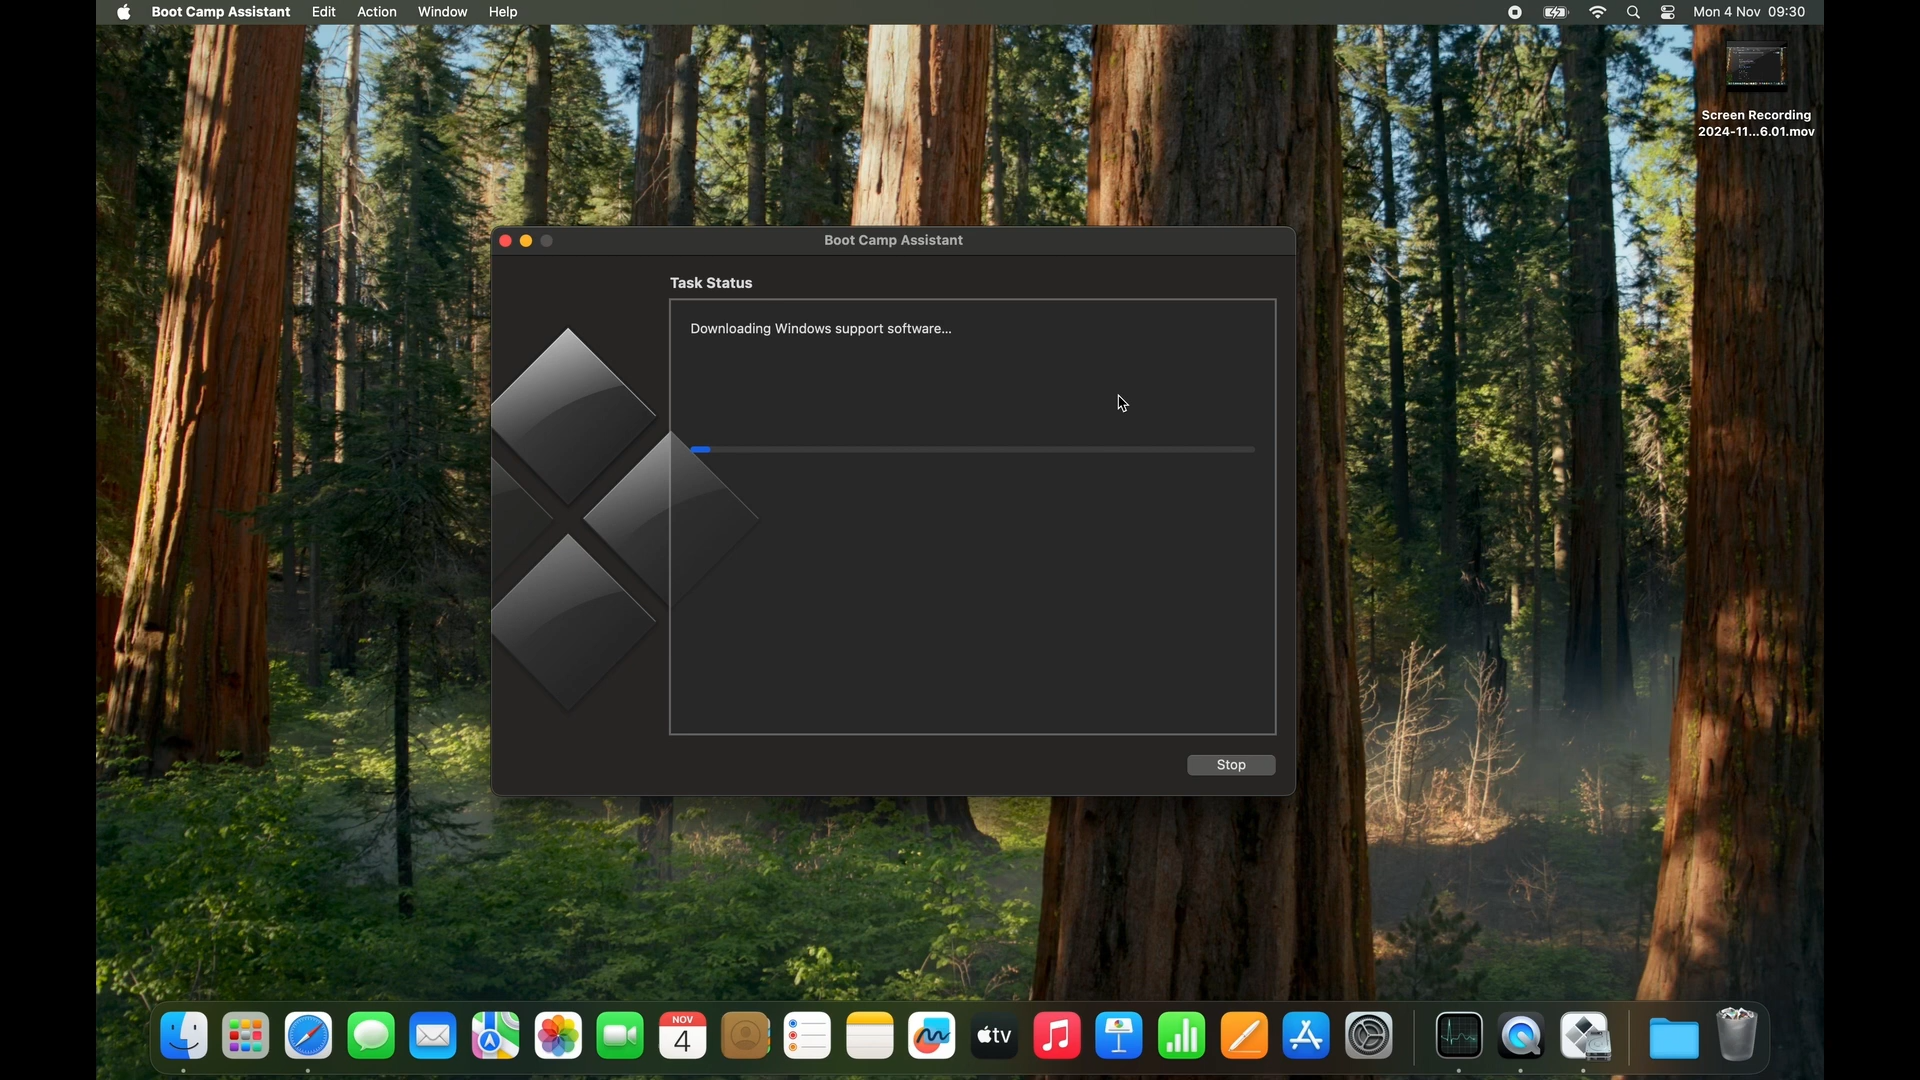 Boot Camp Assistant Edit Action Window Help Mon 4 Nov 09:30
Screen Recording
2024-11...6.01.mov
Boot Camp Assistant
Task Status
Downloading Windows support software...
Stop
NOV
4
tv